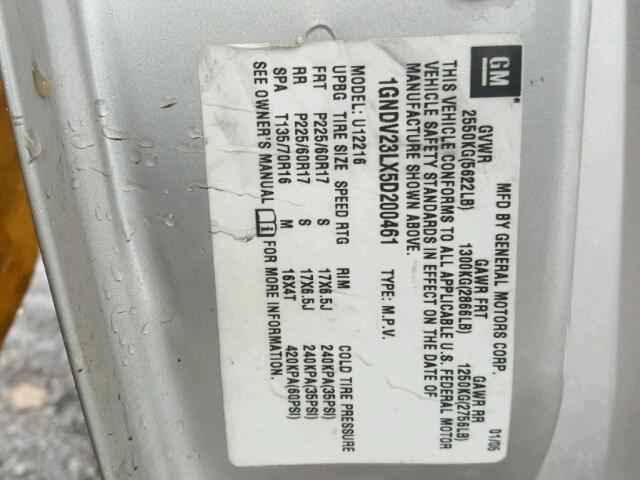 GM
MFD BY GENERAL MOTORS CORP. 01/05
GVWR GAWR FRT GAWR RR
2550KG(5622LB) 1300KG(2866LB) 1250KG(2756LB)
THIS VEHICLE CONFORMS TO ALL APPLICABLE U.S. FEDERAL MOTOR
VEHICLE SAFETY STANDARDS IN EFFECT ON THE DATE OF
MANUFACTURE SHOWN ABOVE.
1GNDV23LX5D200461 TYPE: M.P.V.
MODEL: U12216
UPBG TIRE SIZE SPEED RTG RIM COLD TIRE PRESSURE
FRT P225/60R17 S 17X6.5J 240KPA(35PSI)
RR P225/60R17 S 17X6.5J 240KPA(35PSI)
SPA T135/70R16 M 16X4T 420KPA(60PSI)
SEE OWNER'S MANUAL i FOR MORE INFORMATION.